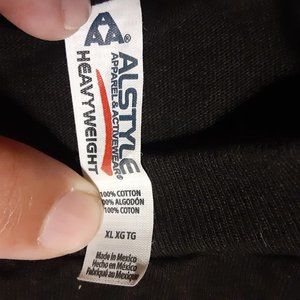 AA®
ALSTYLE
APPAREL & ACTIVEWEAR®
HEAVYWEIGHT
100% COTTON
100% ALGODÓN
100% COTON
XL XG TG
Made in Mexico
Hecho en México
Fabriqué au Mexique